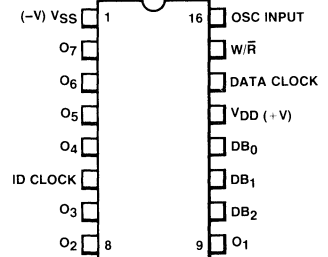 (−V) VSS 1 16 OSC INPUT
O7 W/R̅
O6 DATA CLOCK
O5 VDD (+V)
O4 DB0
ID CLOCK DB1
O3 DB2
O2 8 9 O1